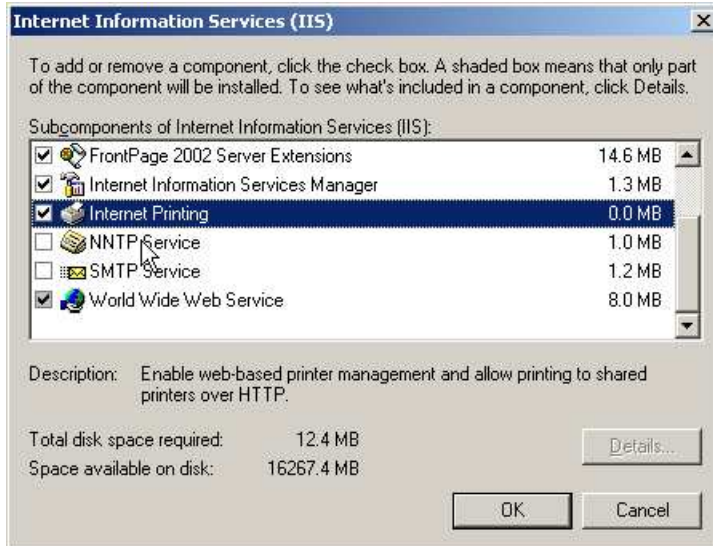 Internet Information Services (IIS)
To add or remove a component, click the check box. A shaded box means that only part
of the component will be installed. To see what's included in a component, click Details.
Subcomponents of Internet Information Services (IIS):
FrontPage 2002 Server Extensions 14.6 MB
Internet Information Services Manager 1.3 MB
Internet Printing 0.0 MB
NNTP Service 1.0 MB
SMTP Service 1.2 MB
World Wide Web Service 8.0 MB
Description: Enable web-based printer management and allow printing to shared
printers over HTTP.
Total disk space required: 12.4 MB
Space available on disk: 16267.4 MB
Details...
OK Cancel